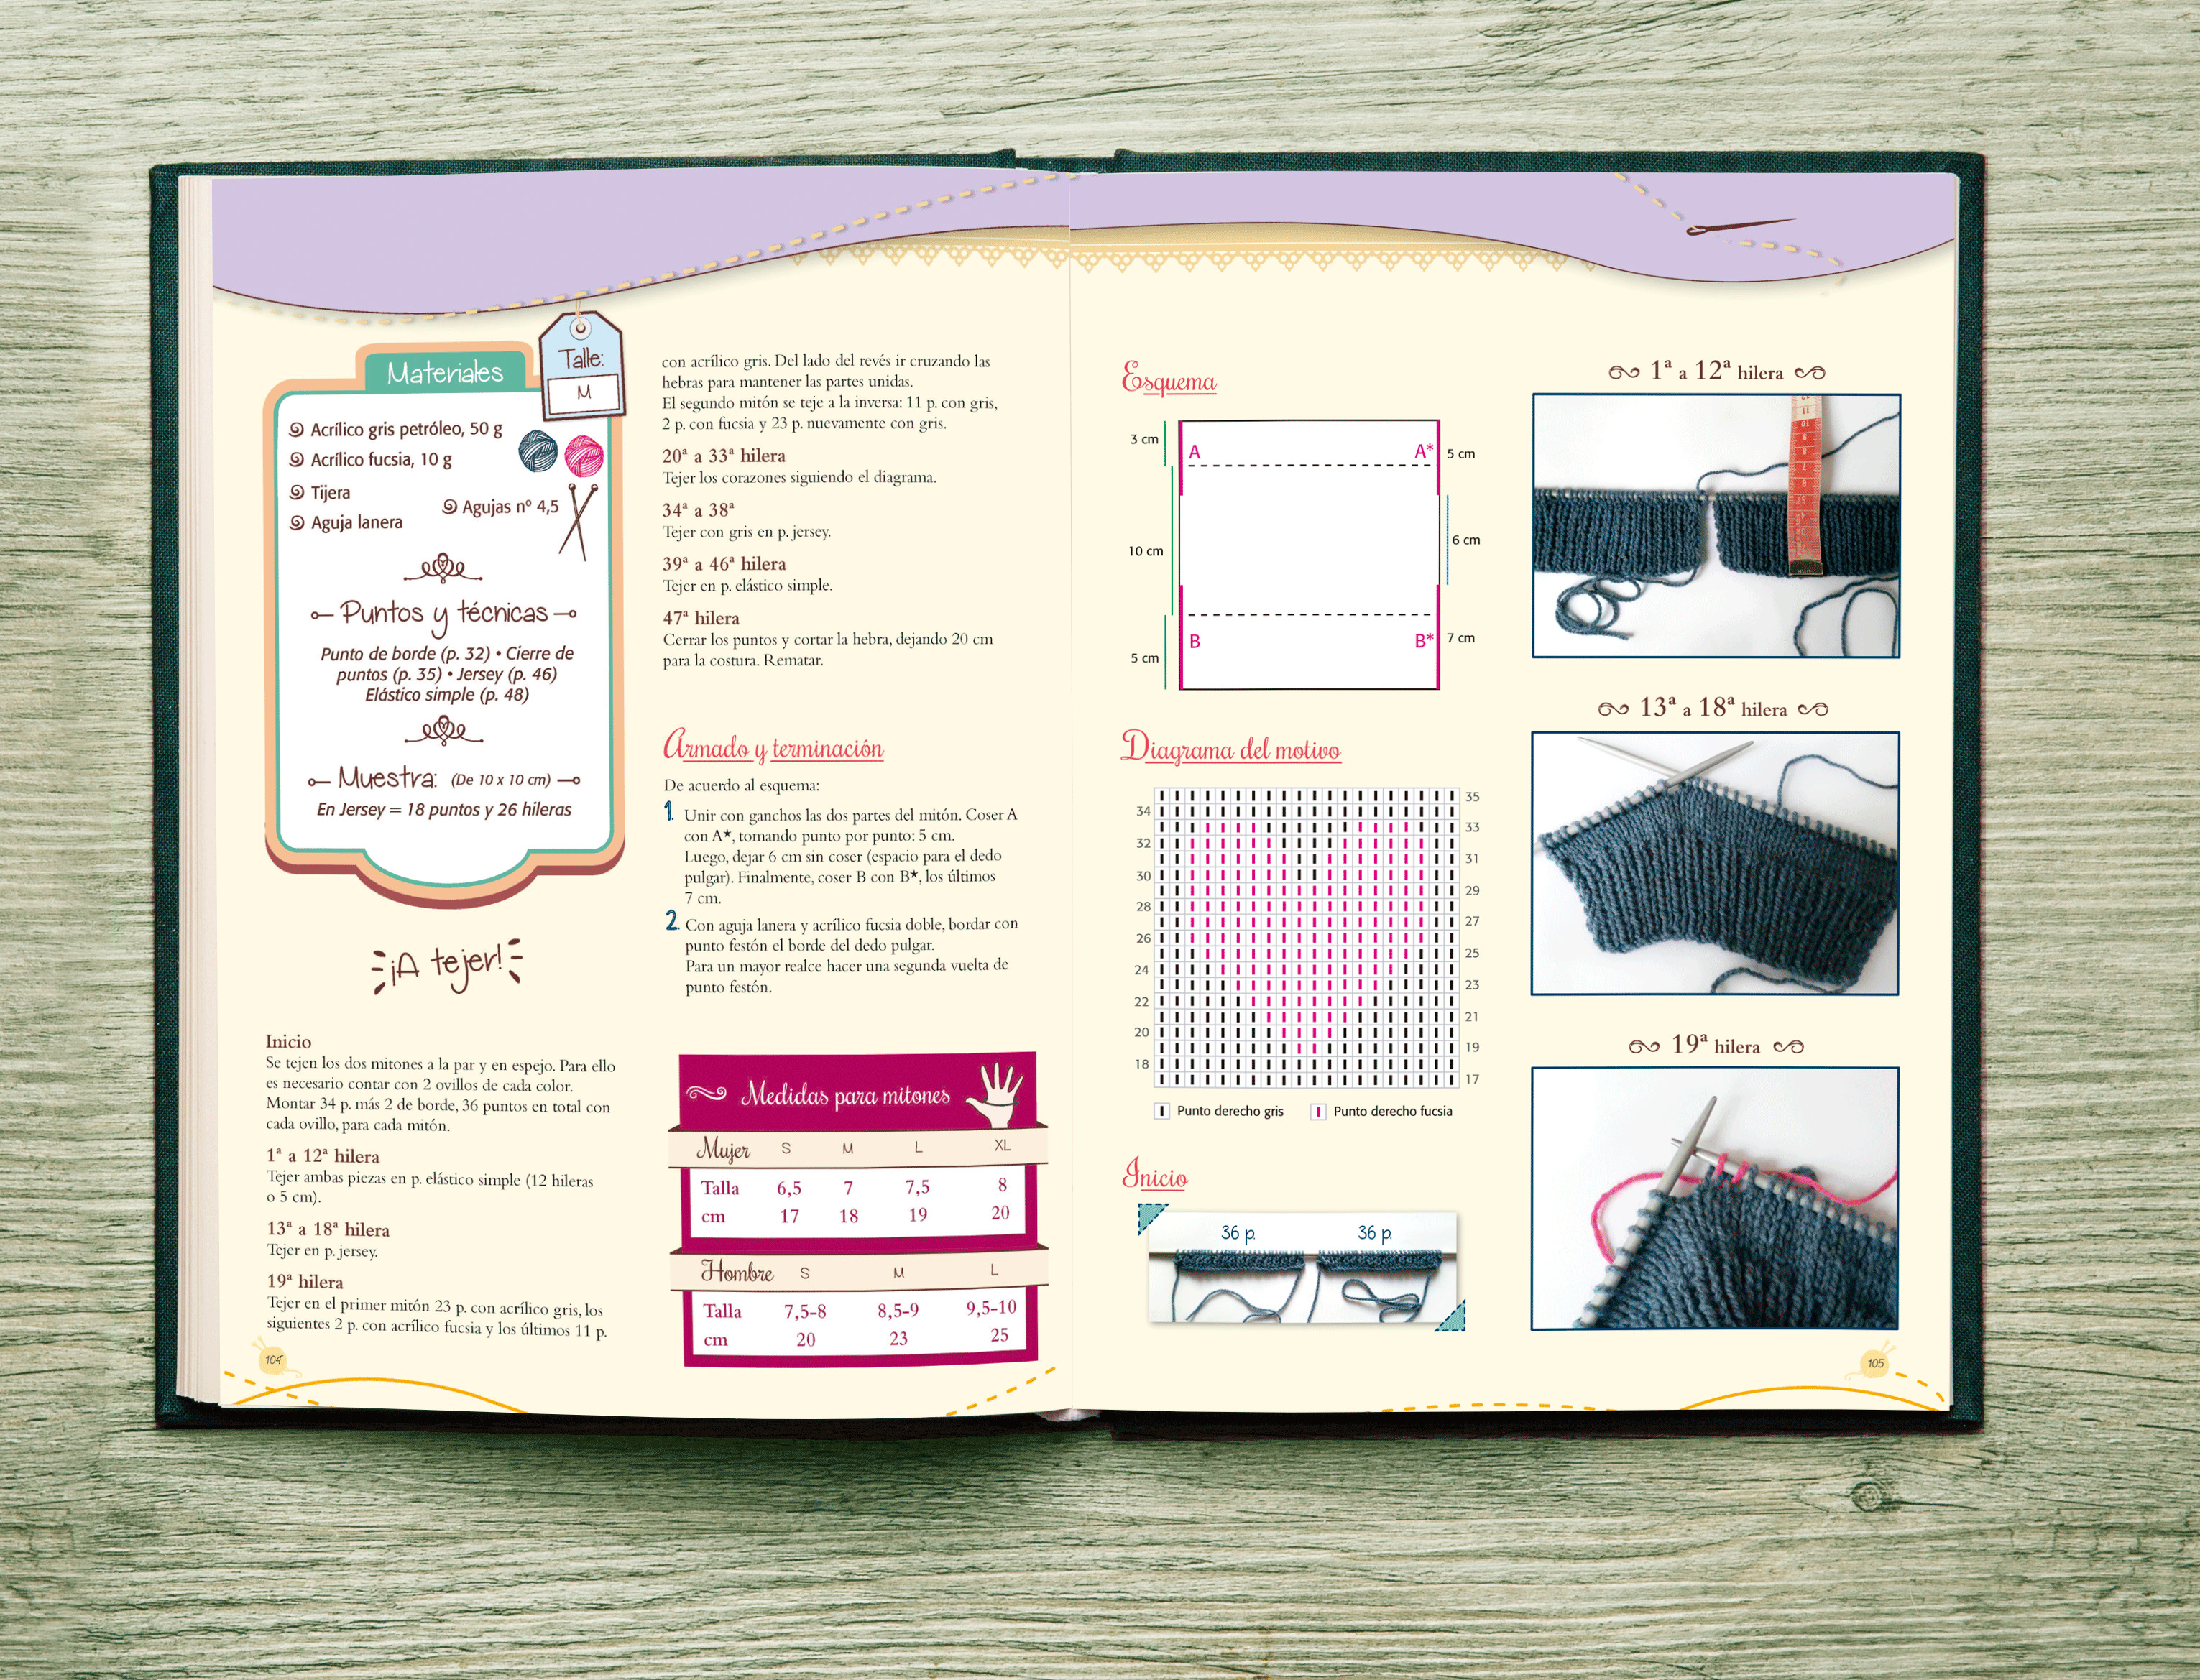 Materiales
Talle:
M
Acrílico gris petróleo, 50 g
Acrílico fucsia, 10 g
Tijera
Agujas nº 4,5
Aguja lanera
Puntos y técnicas
Punto de borde (p. 32) • Cierre de
puntos (p. 35) • Jersey (p. 46)
Elástico simple (p. 48)
Muestra: (De 10 x 10 cm)
En Jersey = 18 puntos y 26 hileras
¡A tejer!
Inicio
Se tejen los dos mitones a la par y en espejo. Para ello
es necesario contar con 2 ovillos de cada color.
Montar 34 p. más 2 de borde, 36 puntos en total con
cada ovillo, para cada mitón.
1ª a 12ª hilera
Tejer ambas piezas en p. elástico simple (12 hileras
o 5 cm).
13ª a 18ª hilera
Tejer en p. jersey.
19ª hilera
Tejer en el primer mitón 23 p. con acrílico gris, los
siguientes 2 p. con acrílico fucsia y los últimos 11 p.
104
con acrílico gris. Del lado del revés ir cruzando las
hebras para mantener las partes unidas.
El segundo mitón se teje a la inversa: 11 p. con gris,
2 p. con fucsia y 23 p. nuevamente con gris.
20ª a 33ª hilera
Tejer los corazones siguiendo el diagrama.
34ª a 38ª
Tejer con gris en p. jersey.
39ª a 46ª hilera
Tejer en p. elástico simple.
47ª hilera
Cerrar los puntos y cortar la hebra, dejando 20 cm
para la costura. Rematar.
Armado y terminación
De acuerdo al esquema:
1. Unir con ganchos las dos partes del mitón. Coser A
con A*, tomando punto por punto: 5 cm.
Luego, dejar 6 cm sin coser (espacio para el dedo
pulgar). Finalmente, coser B con B*, los últimos
7 cm.
2. Con aguja lanera y acrílico fucsia doble, bordar con
punto festón el borde del dedo pulgar.
Para un mayor realce hacer una segunda vuelta de
punto festón.
Medidas para mitones
Mujer S M L XL
Talla 6,5 7 7,5 8
cm 17 18 19 20
Hombre S M L
Talla 7,5-8 8,5-9 9,5-10
cm 20 23 25
Esquema
3 cm
A
A*
5 cm
10 cm
6 cm
5 cm
B
B*
7 cm
Diagrama del motivo
35
34
33
32
31
30
29
28
27
26
25
24
23
22
21
20
19
18
17
Punto derecho gris
Punto derecho fucsia
Inicio
36 p.
36 p.
1ª a 12ª hilera
13ª a 18ª hilera
19ª hilera
105